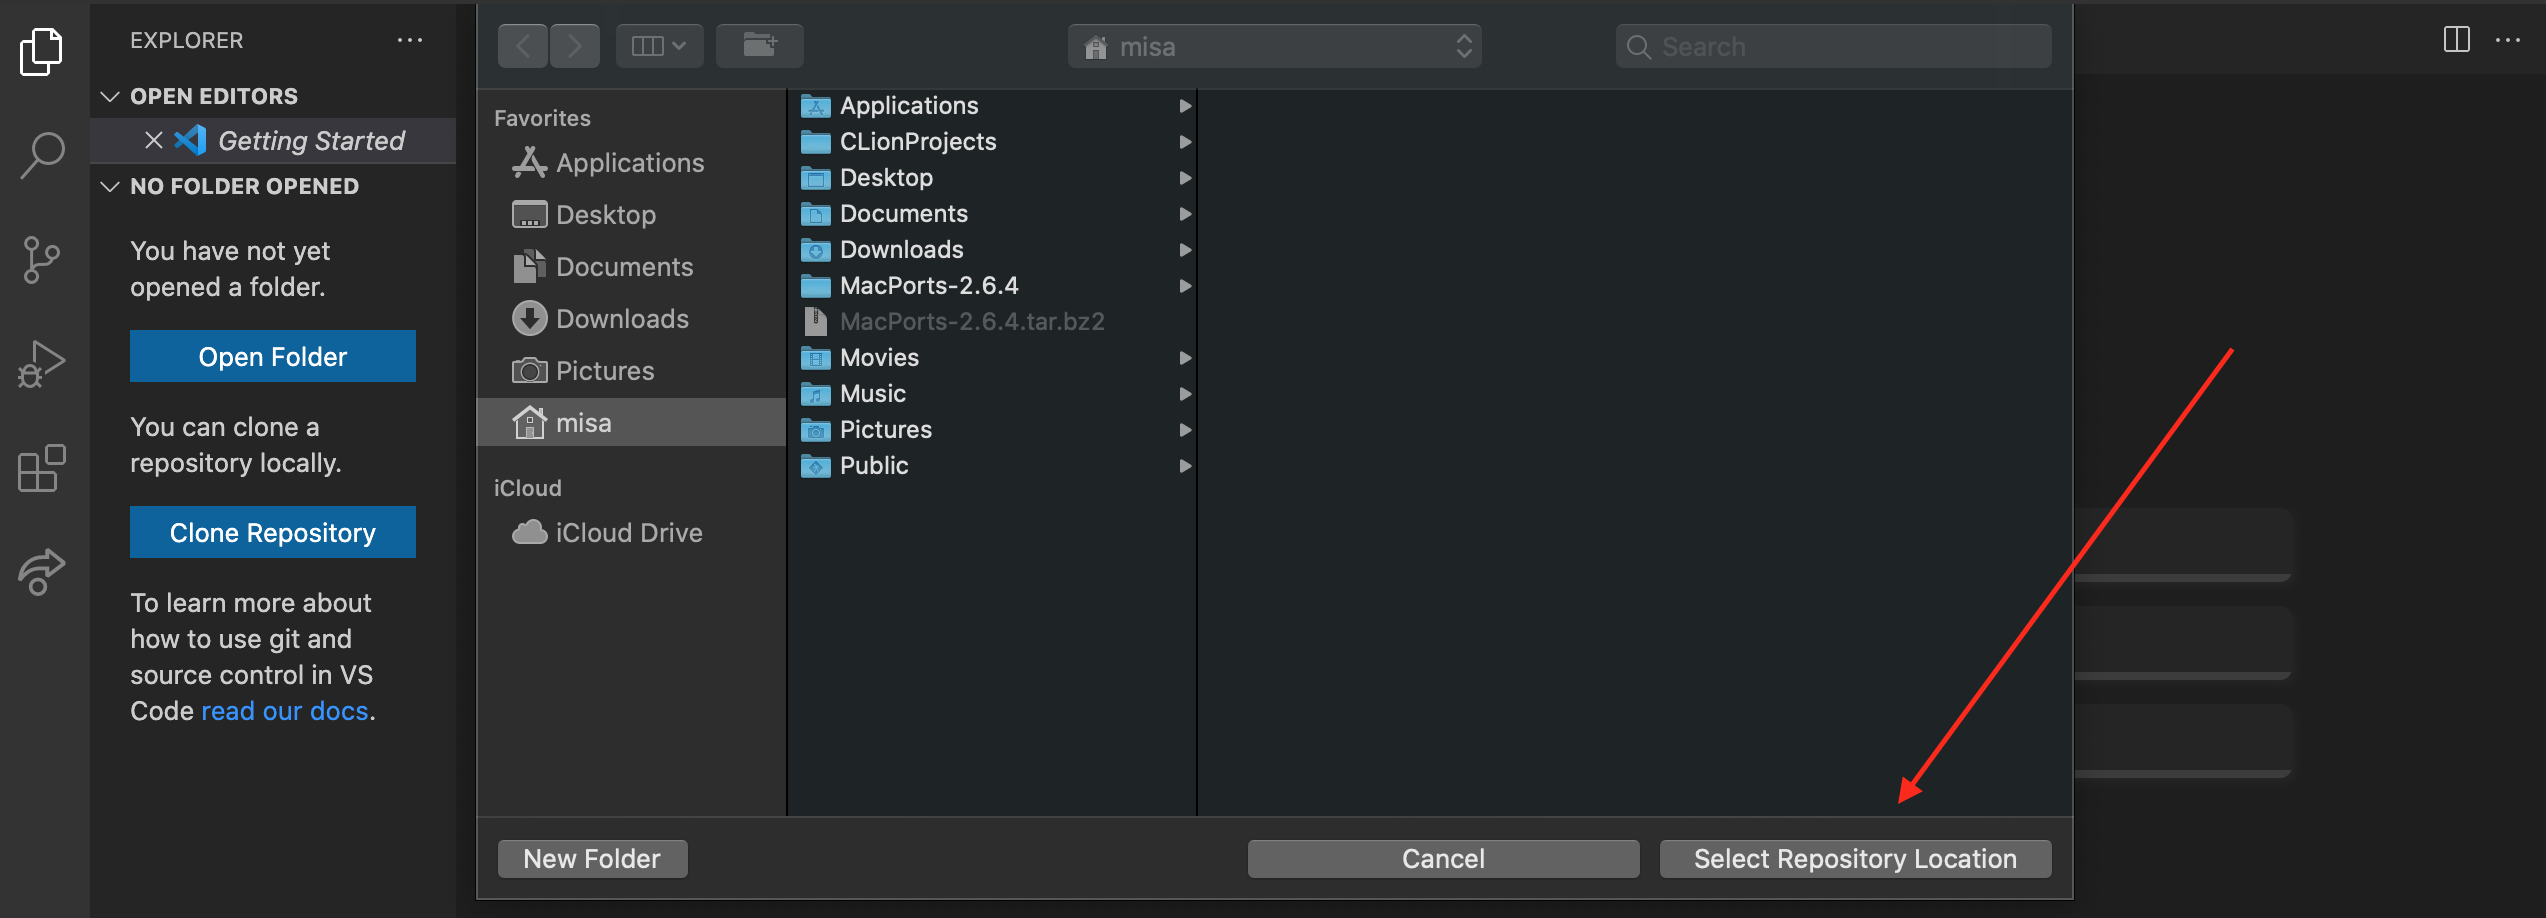 EXPLORER
OPEN EDITORS
Getting Started
NO FOLDER OPENED
You have not yet
opened a folder.
Open Folder
You can clone a
repository locally.
Clone Repository
To learn more about
how to use git and
source control in VS
Code read our docs.
misa
Search
Favorites
Applications
Desktop
Documents
Downloads
Pictures
misa
iCloud
iCloud Drive
Applications
CLionProjects
Desktop
Documents
Downloads
MacPorts-2.6.4
MacPorts-2.6.4.tar.bz2
Movies
Music
Pictures
Public
New Folder
Cancel
Select Repository Location